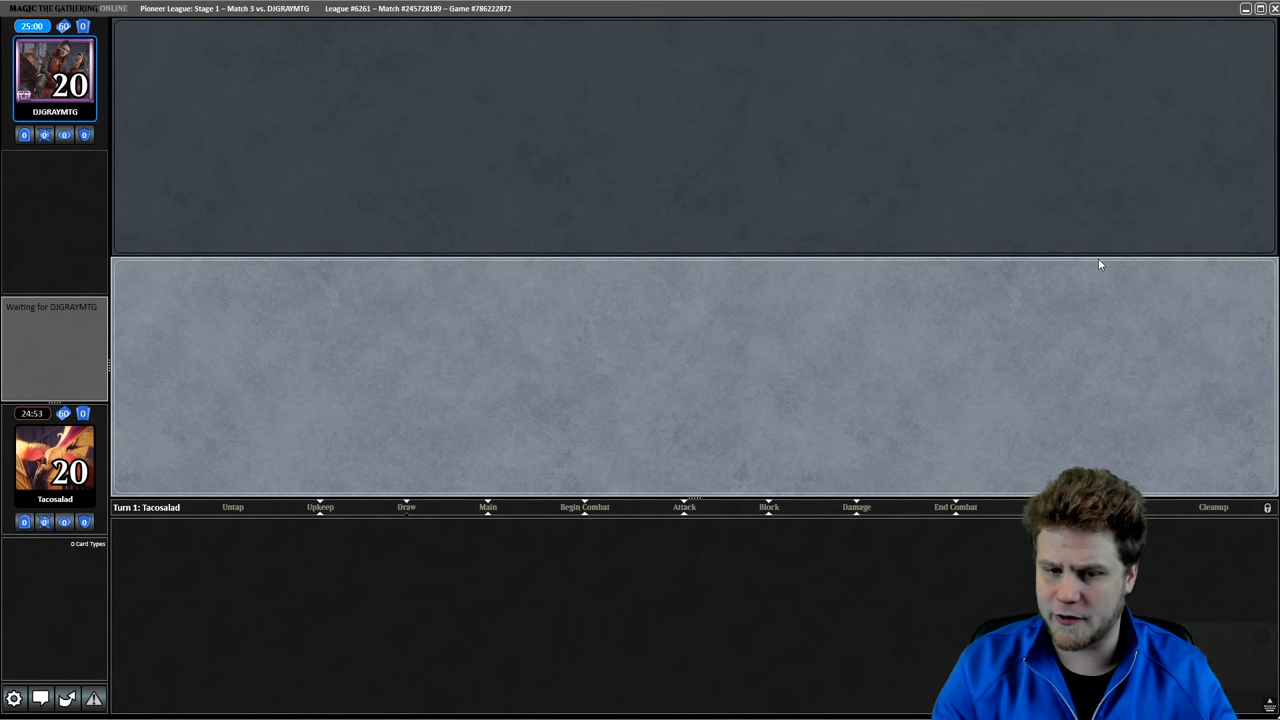 MAGIC THE GATHERING ONLINE Pioneer League: Stage 1 – Match 3 vs. DJGRAYMTG League #6261 – Match #245728189 – Game #786222872
25:00 60 0
20
DJGRAYMTG
0 0 0 0
Waiting for DJGRAYMTG
24:53 60 0
20
Tacosalad
Turn 1: Tacosalad Untap Upkeep Draw Main Begin Combat Attack Block Damage End Combat Cleanup
0 0 0 0
0 Card Types